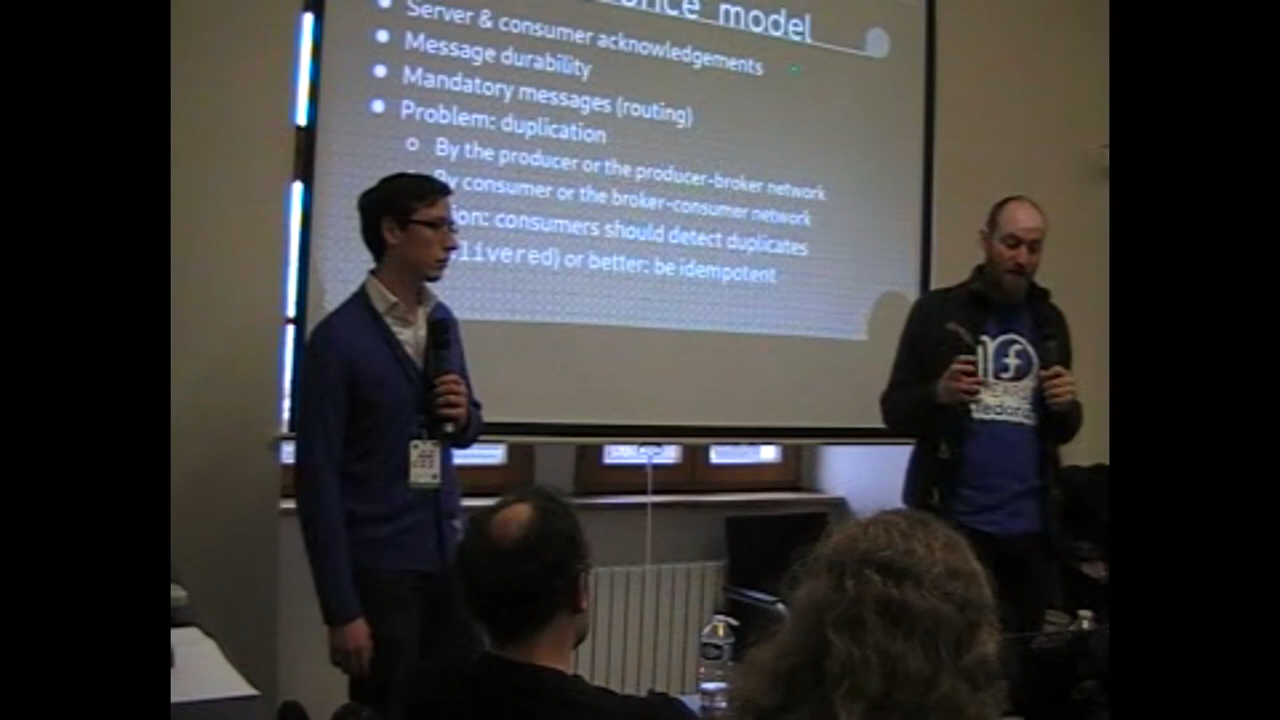 model
Server & consumer acknowledgements
Message durability
Mandatory messages (routing)
Problem: duplication
By the producer or the producer-broker network
By consumer or the broker-consumer network
consumers should detect duplicates
or better: be idempotent
f
fedora